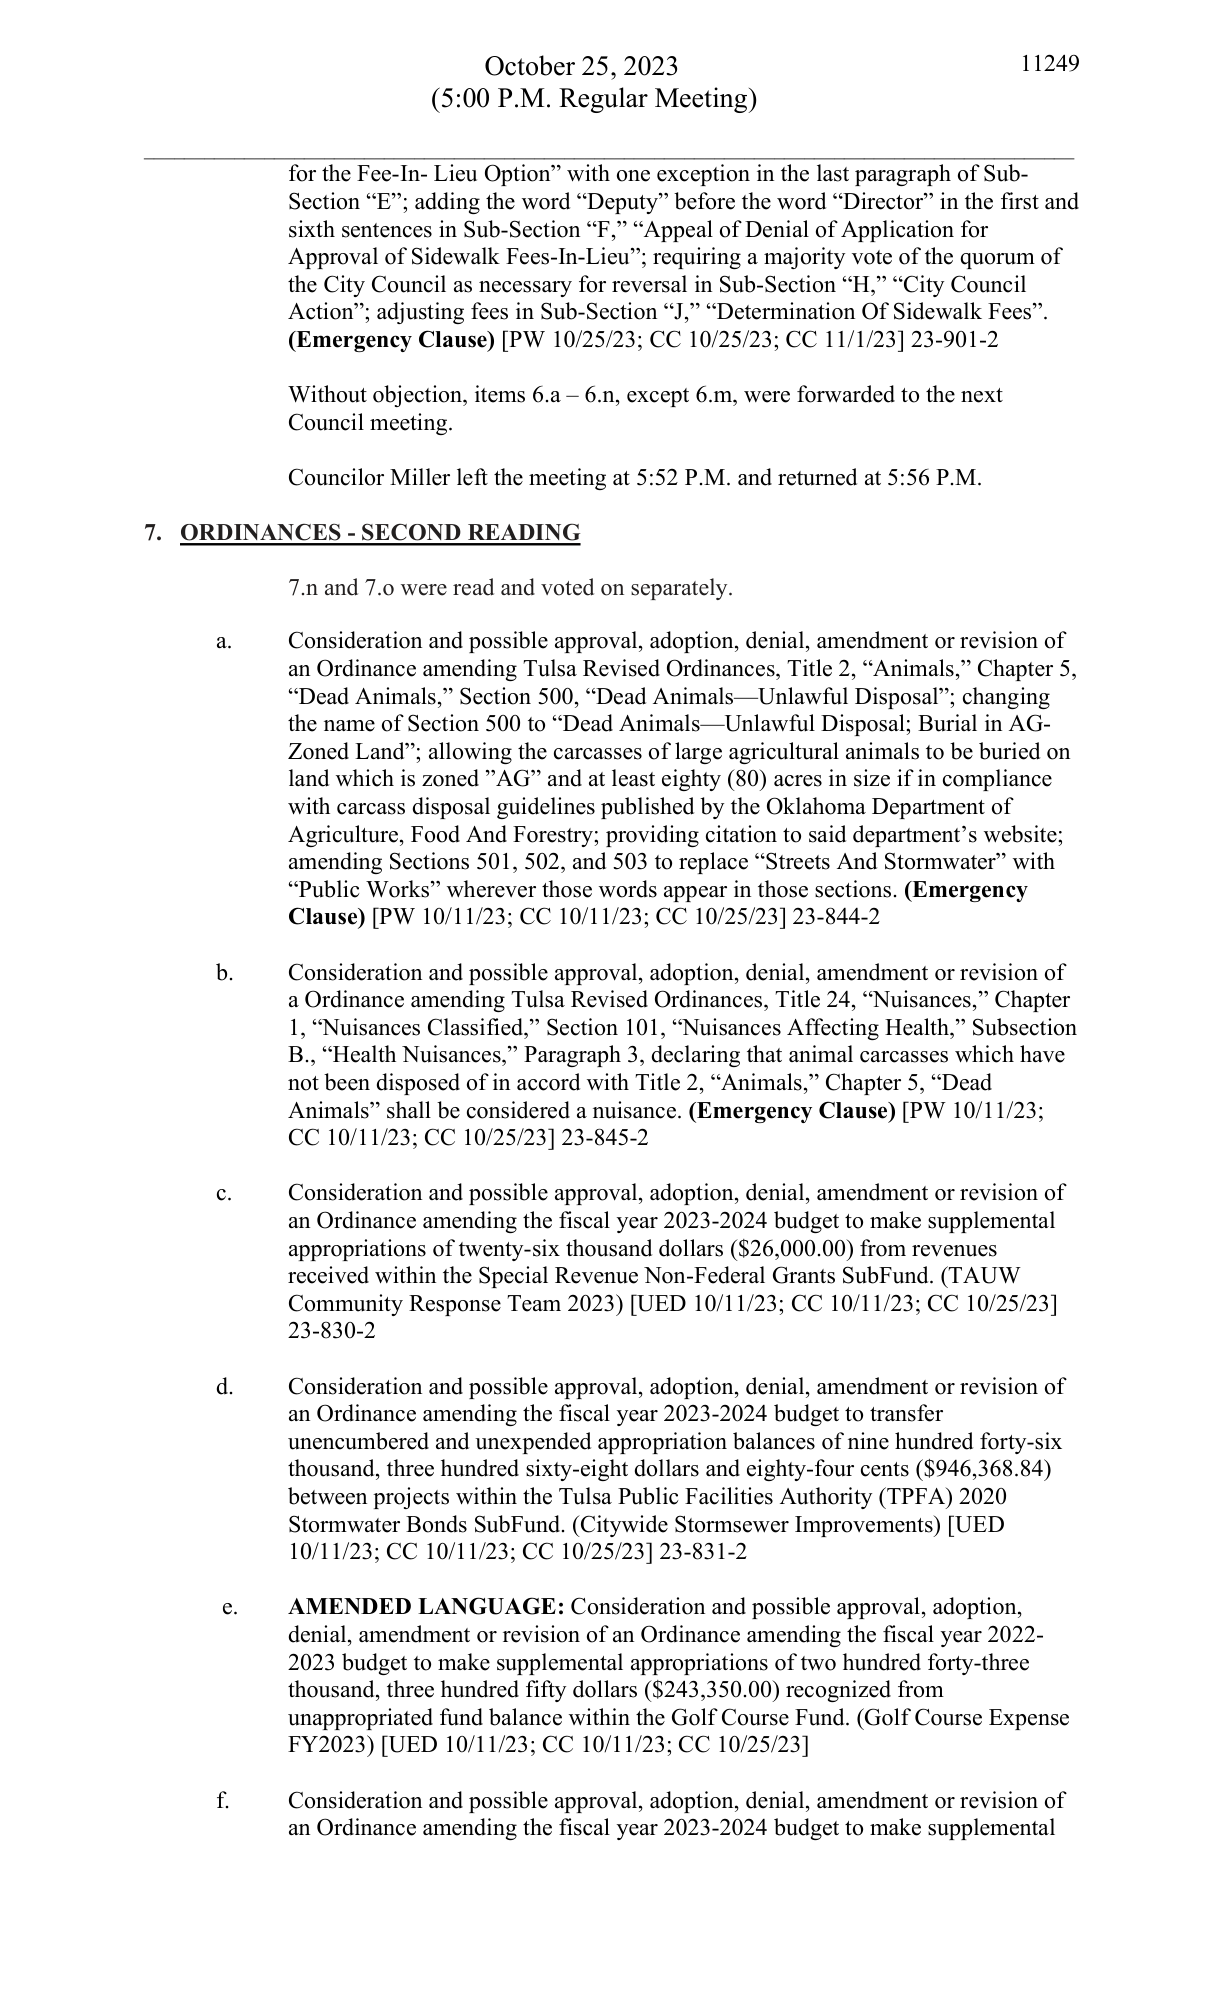 October 25, 2023
11249
(5:00 P.M. Regular Meeting)
for the Fee-In- Lieu Option” with one exception in the last paragraph of Sub-
Section “E”; adding the word “Deputy” before the word “Director” in the first and
sixth sentences in Sub-Section “F,” “Appeal of Denial of Application for
Approval of Sidewalk Fees-In-Lieu”; requiring a majority vote of the quorum of
the City Council as necessary for reversal in Sub-Section “H,” “City Council
Action”; adjusting fees in Sub-Section “J,” “Determination Of Sidewalk Fees”.
(Emergency Clause) [PW 10/25/23; CC 10/25/23; CC 11/1/23] 23-901-2
Without objection, items 6.a – 6.n, except 6.m, were forwarded to the next
Council meeting.
Councilor Miller left the meeting at 5:52 P.M. and returned at 5:56 P.M.
7. ORDINANCES - SECOND READING
7.n and 7.o were read and voted on separately.
a. Consideration and possible approval, adoption, denial, amendment or revision of
an Ordinance amending Tulsa Revised Ordinances, Title 2, “Animals,” Chapter 5,
“Dead Animals,” Section 500, “Dead Animals—Unlawful Disposal”; changing
the name of Section 500 to “Dead Animals—Unlawful Disposal; Burial in AG-
Zoned Land”; allowing the carcasses of large agricultural animals to be buried on
land which is zoned ”AG” and at least eighty (80) acres in size if in compliance
with carcass disposal guidelines published by the Oklahoma Department of
Agriculture, Food And Forestry; providing citation to said department’s website;
amending Sections 501, 502, and 503 to replace “Streets And Stormwater” with
“Public Works” wherever those words appear in those sections. (Emergency
Clause) [PW 10/11/23; CC 10/11/23; CC 10/25/23] 23-844-2
b. Consideration and possible approval, adoption, denial, amendment or revision of
a Ordinance amending Tulsa Revised Ordinances, Title 24, “Nuisances,” Chapter
1, “Nuisances Classified,” Section 101, “Nuisances Affecting Health,” Subsection
B., “Health Nuisances,” Paragraph 3, declaring that animal carcasses which have
not been disposed of in accord with Title 2, “Animals,” Chapter 5, “Dead
Animals” shall be considered a nuisance. (Emergency Clause) [PW 10/11/23;
CC 10/11/23; CC 10/25/23] 23-845-2
c. Consideration and possible approval, adoption, denial, amendment or revision of
an Ordinance amending the fiscal year 2023-2024 budget to make supplemental
appropriations of twenty-six thousand dollars ($26,000.00) from revenues
received within the Special Revenue Non-Federal Grants SubFund. (TAUW
Community Response Team 2023) [UED 10/11/23; CC 10/11/23; CC 10/25/23]
23-830-2
d. Consideration and possible approval, adoption, denial, amendment or revision of
an Ordinance amending the fiscal year 2023-2024 budget to transfer
unencumbered and unexpended appropriation balances of nine hundred forty-six
thousand, three hundred sixty-eight dollars and eighty-four cents ($946,368.84)
between projects within the Tulsa Public Facilities Authority (TPFA) 2020
Stormwater Bonds SubFund. (Citywide Stormsewer Improvements) [UED
10/11/23; CC 10/11/23; CC 10/25/23] 23-831-2
e. AMENDED LANGUAGE: Consideration and possible approval, adoption,
denial, amendment or revision of an Ordinance amending the fiscal year 2022-
2023 budget to make supplemental appropriations of two hundred forty-three
thousand, three hundred fifty dollars ($243,350.00) recognized from
unappropriated fund balance within the Golf Course Fund. (Golf Course Expense
FY2023) [UED 10/11/23; CC 10/11/23; CC 10/25/23]
f. Consideration and possible approval, adoption, denial, amendment or revision of
an Ordinance amending the fiscal year 2023-2024 budget to make supplemental